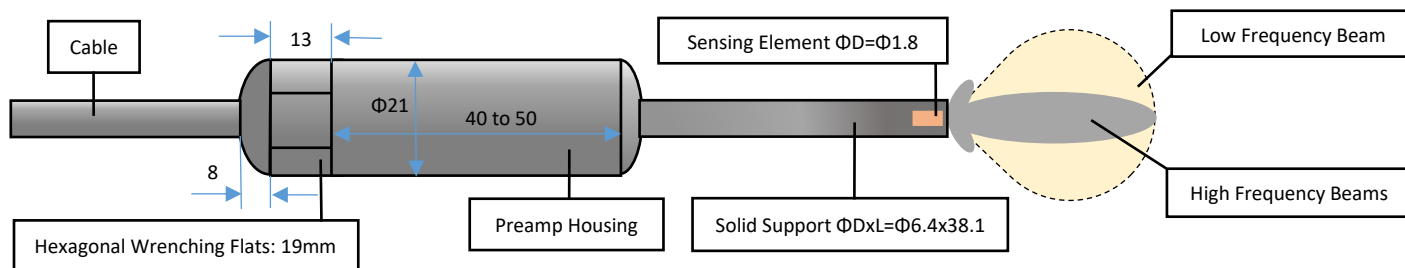 Cable
13
Sensing Element ΦD=Φ1.8
Low Frequency Beam
Φ21
40 to 50
8
Hexagonal Wrenching Flats: 19mm
Preamp Housing
Solid Support ΦDxL=Φ6.4x38.1
High Frequency Beams